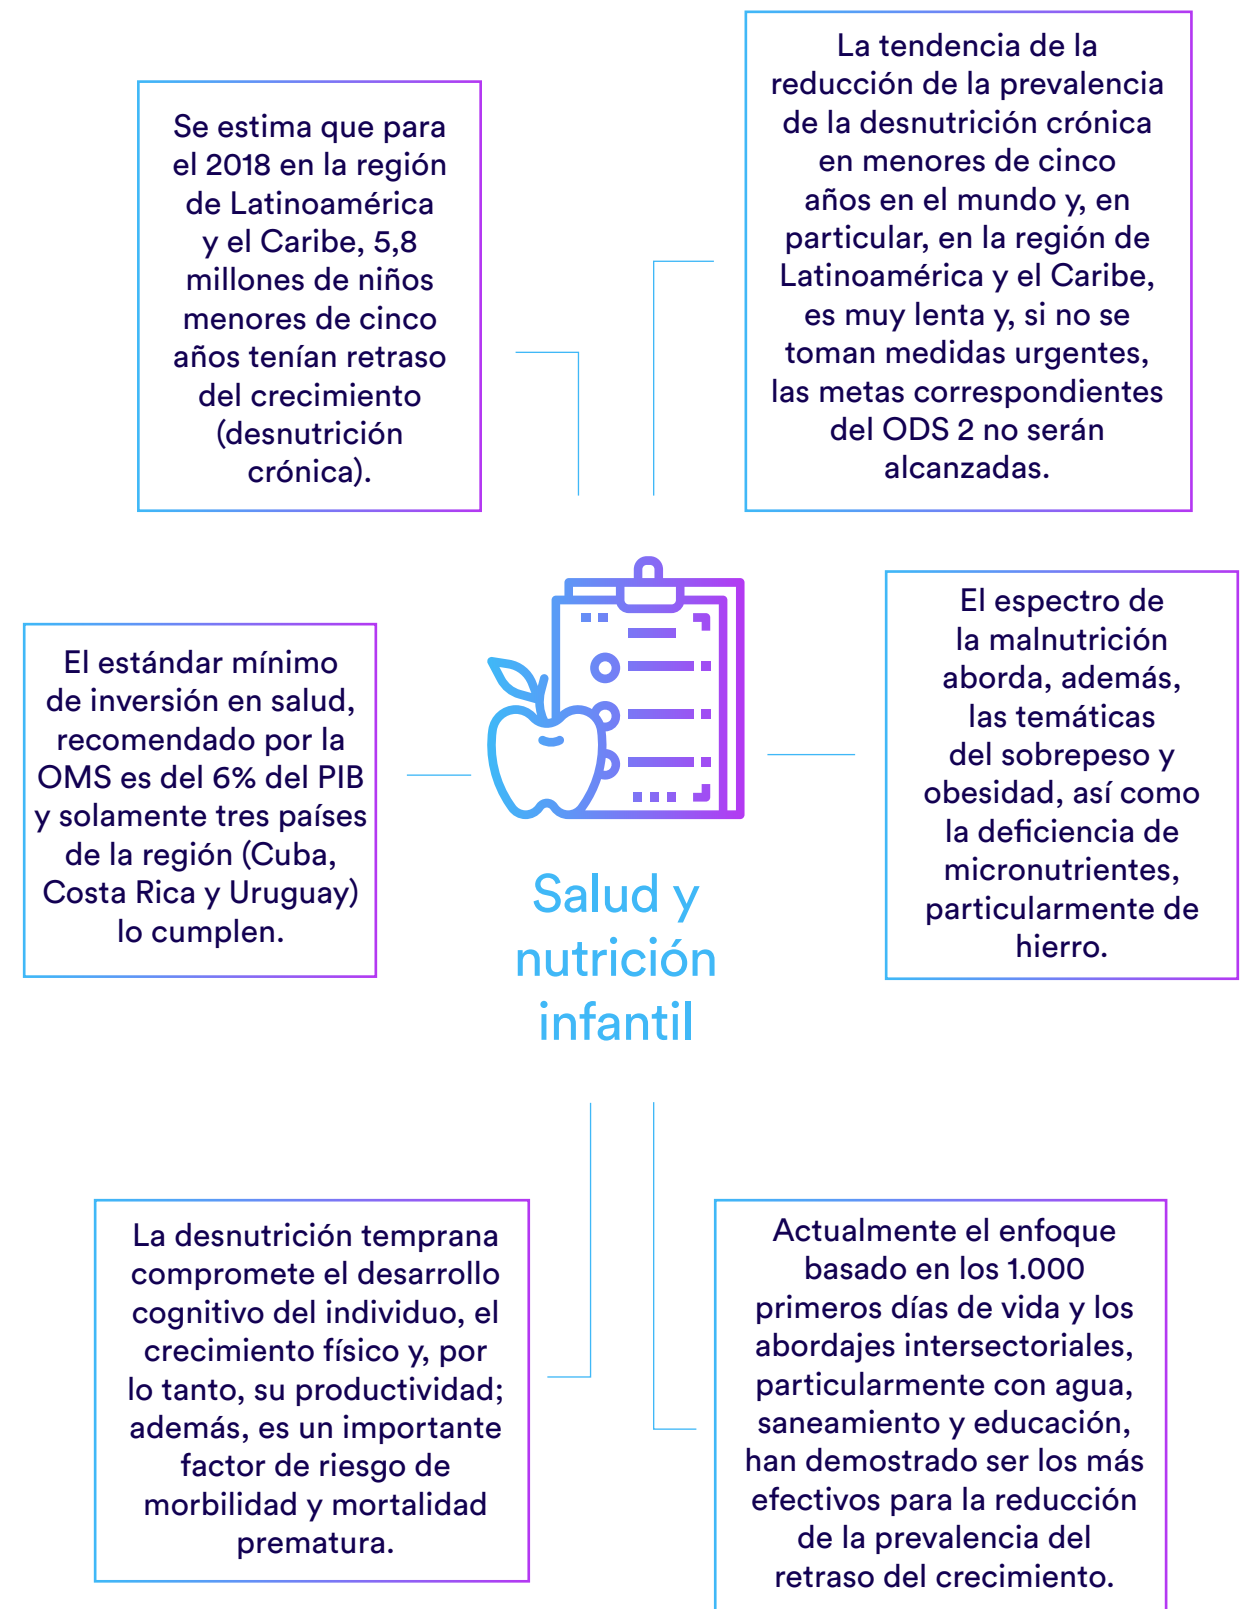 Se estima que para
el 2018 en la región
de Latinoamérica
y el Caribe, 5,8
millones de niños
menores de cinco
años tenían retraso
del crecimiento
(desnutrición
crónica).
La tendencia de la
reducción de la prevalencia
de la desnutrición crónica
en menores de cinco
años en el mundo y, en
particular, en la región de
Latinoamérica y el Caribe,
es muy lenta y, si no se
toman medidas urgentes,
las metas correspondientes
del ODS 2 no serán
alcanzadas.
El estándar mínimo
de inversión en salud,
recomendado por la
OMS es del 6% del PIB
y solamente tres países
de la región (Cuba,
Costa Rica y Uruguay)
lo cumplen.
El espectro de
la malnutrición
aborda, además,
las temáticas
del sobrepeso y
obesidad, así como
la deficiencia de
micronutrientes,
particularmente de
hierro.
Salud y
nutrición
infantil
La desnutrición temprana
compromete el desarrollo
cognitivo del individuo, el
crecimiento físico y, por
lo tanto, su productividad;
además, es un importante
factor de riesgo de
morbilidad y mortalidad
prematura.
Actualmente el enfoque
basado en los 1.000
primeros días de vida y los
abordajes intersectoriales,
particularmente con agua,
saneamiento y educación,
han demostrado ser los más
efectivos para la reducción
de la prevalencia del
retraso del crecimiento.